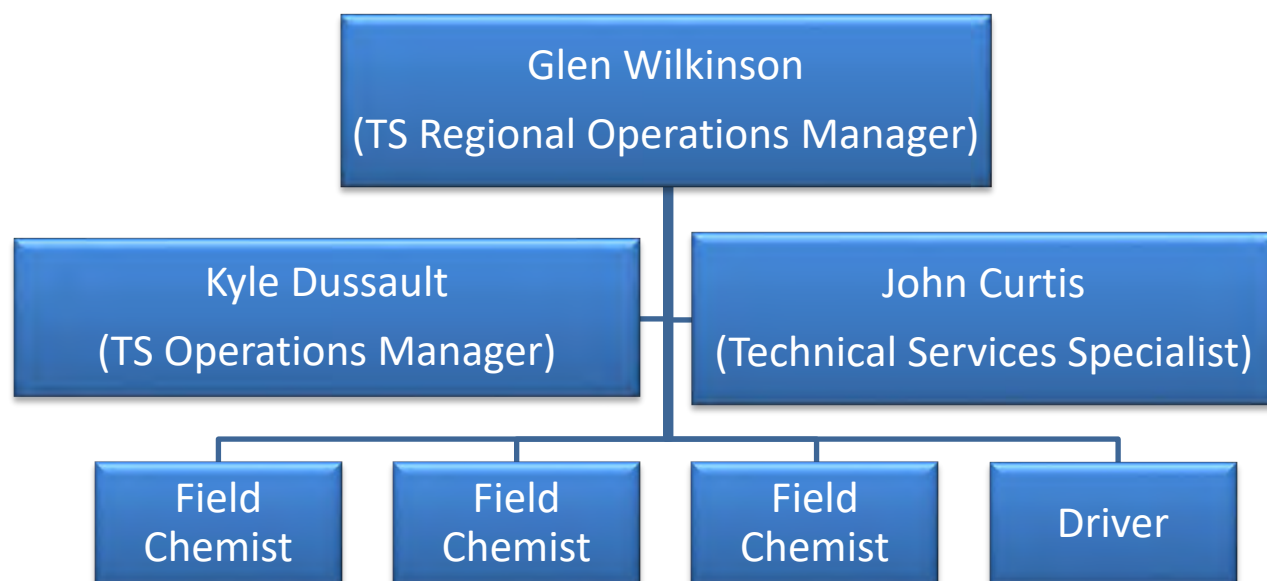 Glen Wilkinson
(TS Regional Operations Manager)
Kyle Dussault
(TS Operations Manager)
John Curtis
(Technical Services Specialist)
Field
Chemist
Field
Chemist
Field
Chemist
Driver